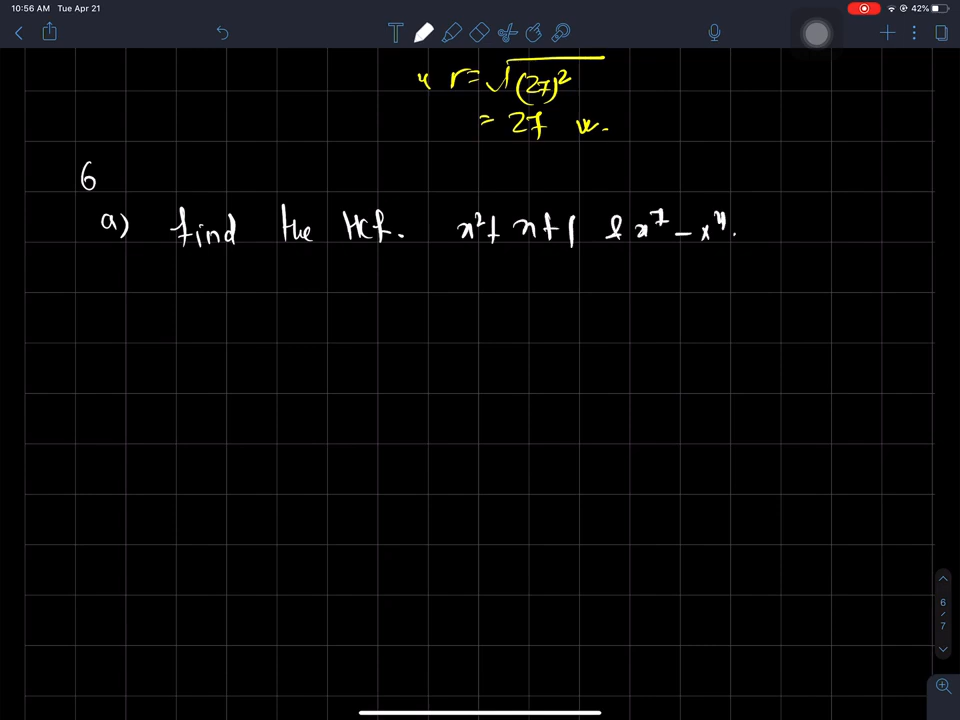 10:56 AM Tue Apr 21
42%
T
r = √(27)²
= 27
6
a) find the Hcf. x² + x + 1 & x⁷ - x⁴.
6
/
7